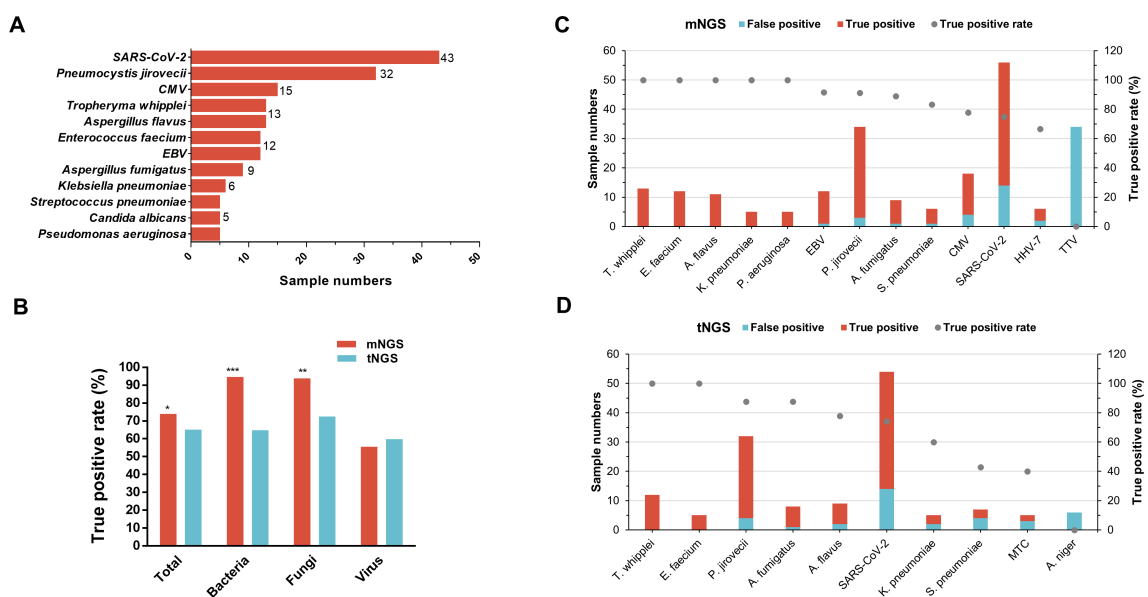 A
SARS-CoV-2
43
Pneumocystis jirovecii
32
CMV
15
Tropheryma whipplei
13
Aspergillus flavus
Enterococcus faecium
12
EBV
Aspergillus fumigatus
9
Klebsiella pneumoniae
6
Streptococcus pneumoniae
Candida albicans
5
Pseudomonas aeruginosa
0 10 20 30 40 50
Sample numbers
B
mNGS
tNGS
True positive rate (%)
100
90
80
70
60
50
40
30
20
10
0
*
***
**
Total Bacteria Fungi Virus
C
mNGS False positive True positive True positive rate
Sample numbers
60
50
40
30
20
10
0
120
100
80
60
40
20
0
True positive rate (%)
T. whipplei E. faecium A. flavus K. pneumoniae P. aeruginosa EBV P. jirovecii A. fumigatus S. pneumoniae CMV SARS-CoV-2 HHV-7 TTV
D
tNGS False positive True positive True positive rate
Sample numbers
60
50
40
30
20
10
0
120
100
80
60
40
20
0
True positive rate (%)
T. whipplei E. faecium P. jirovecii A. fumigatus A. flavus SARS-CoV-2 K. pneumoniae S. pneumoniae MTC A. niger